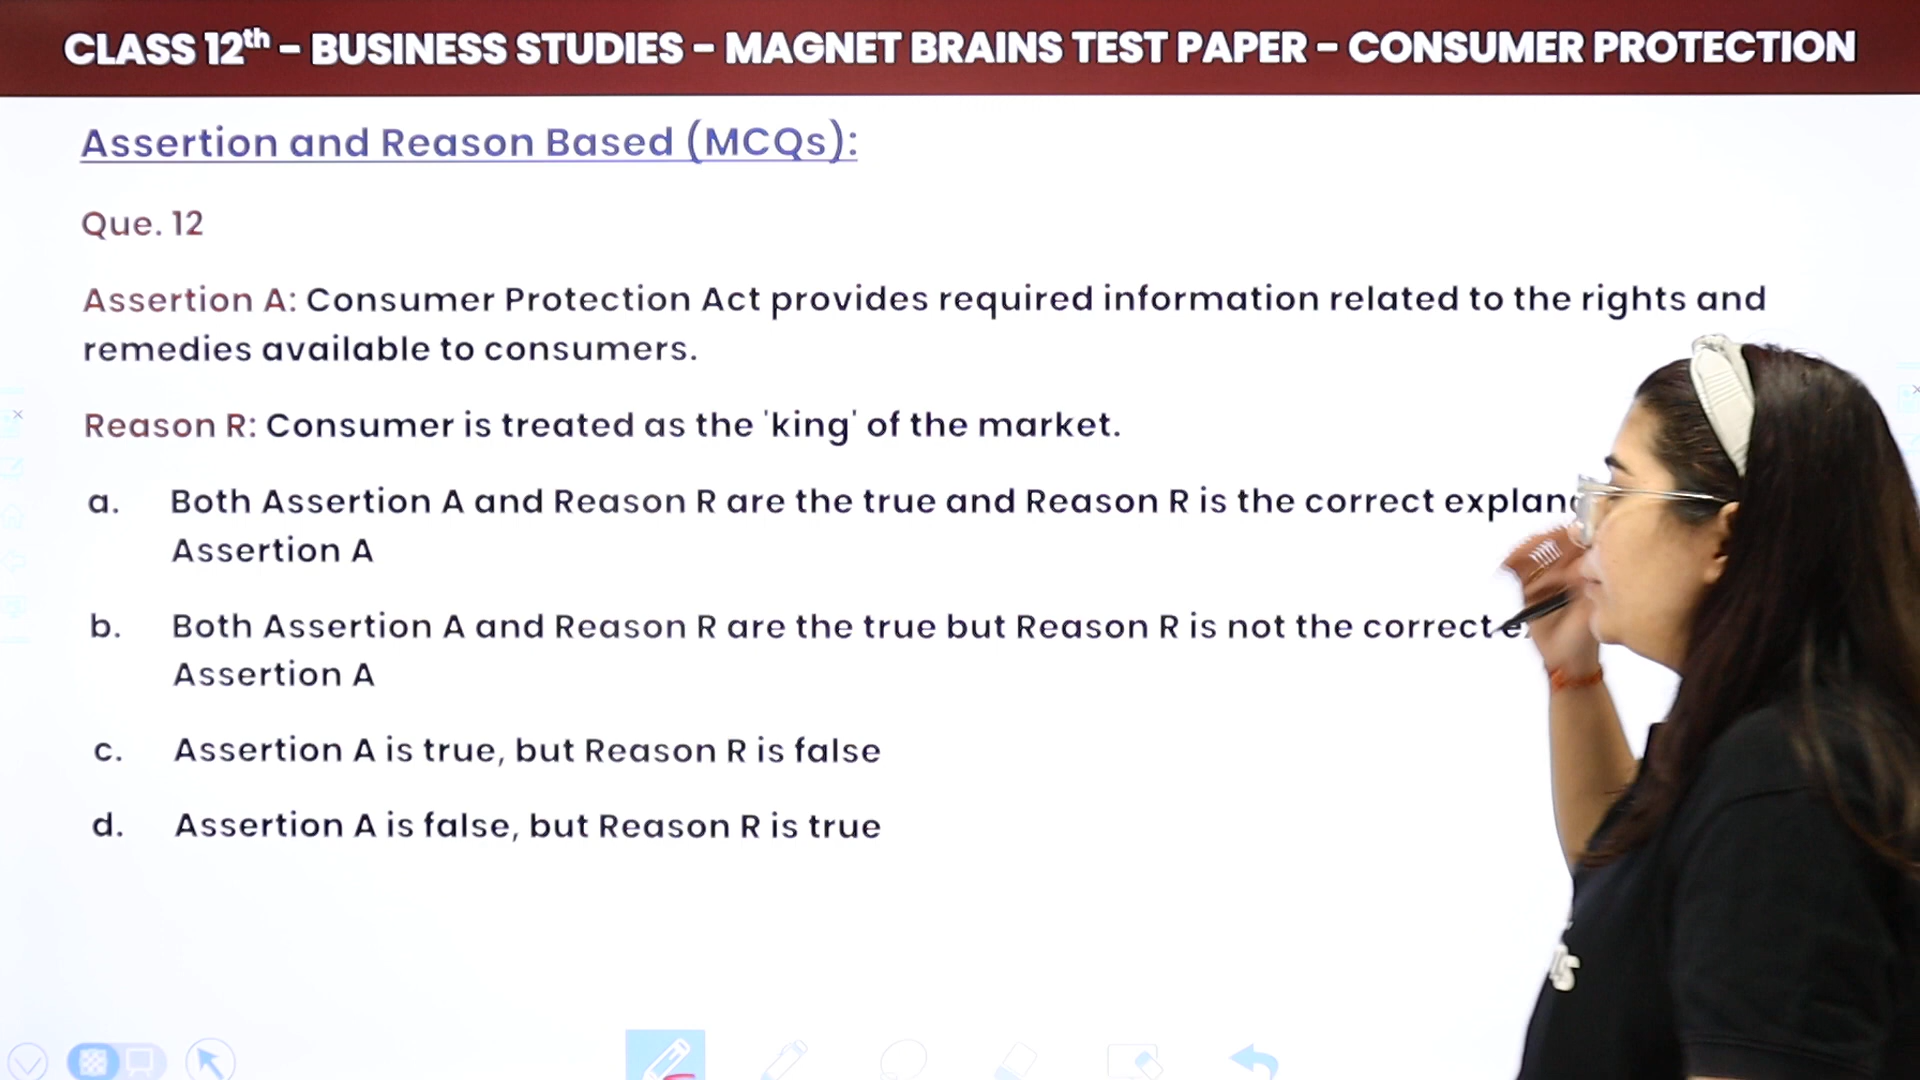 CLASS 12th – BUSINESS STUDIES – MAGNET BRAINS TEST PAPER – CONSUMER PROTECTION
Assertion and Reason Based (MCQs):
Que. 12
Assertion A: Consumer Protection Act provides required information related to the rights and
remedies available to consumers.
Reason R: Consumer is treated as the 'king' of the market.
a. Both Assertion A and Reason R are the true and Reason R is the correct
Assertion A
b. Both Assertion A and Reason R are the true but Reason R is not the correct
Assertion A
c. Assertion A is true, but Reason R is false
d. Assertion A is false, but Reason R is true